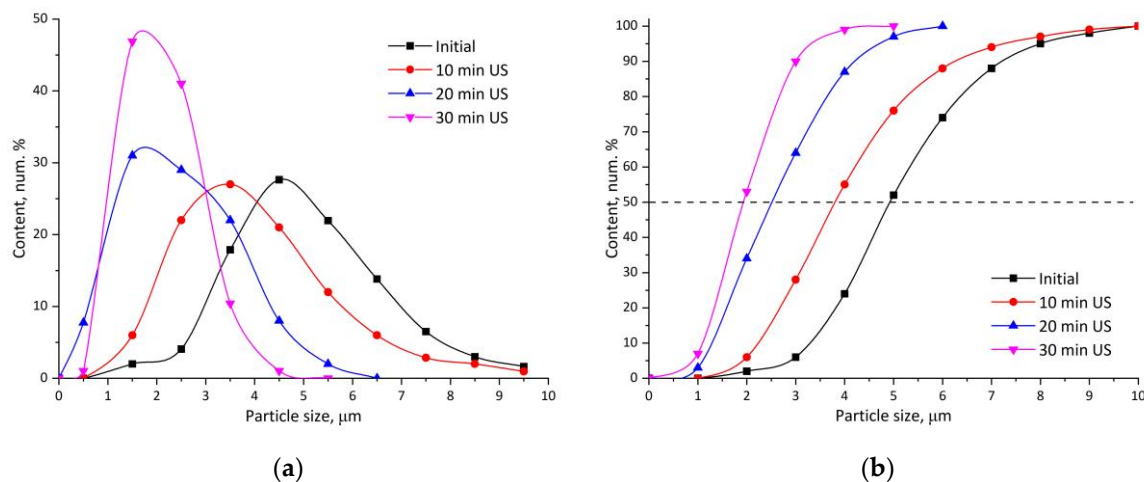 50
40
30
20
10
0
Content, num. %
Initial
10 min US
20 min US
30 min US
0 1 2 3 4 5 6 7 8 9 10
Particle size, μm
(a)
100
90
80
70
60
50
40
30
20
10
0
Content, num. %
Initial
10 min US
20 min US
30 min US
0 1 2 3 4 5 6 7 8 9 10
Particle size, μm
(b)